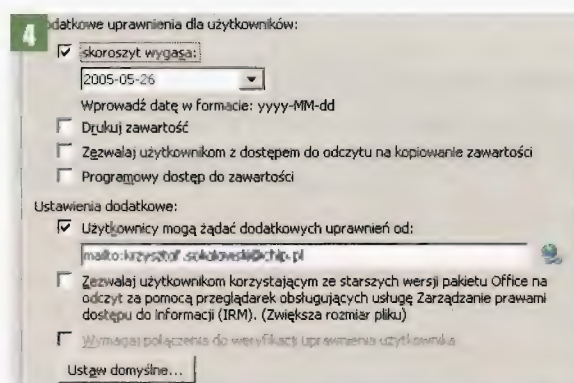 4
odatkowe uprawnienia dla użytkowników:
skoroszyt wygasa:
2005-05-26
Wprowadź datę w formacie: yyyy-MM-dd
Drukuj zawartość
Zezwalaj użytkownikom z dostępem do odczytu na kopiowanie zawartości
Programowy dostęp do zawartości
Ustawienia dodatkowe:
Użytkownicy mogą żądać dodatkowych uprawnień od:
mailto:krzysztof.sokolowski@chip.pl
Zezwalaj użytkownikom korzystającym ze starszych wersji pakietu Office na
odczyt za pomocą przeglądarek obsługujących usługę Zarządzanie prawami
dostępu do informacji (IRM). (Zwiększa rozmiar pliku)
Wymagaj połączenia do weryfikacji uprawnienia użytkownika
Ustaw domyślne...